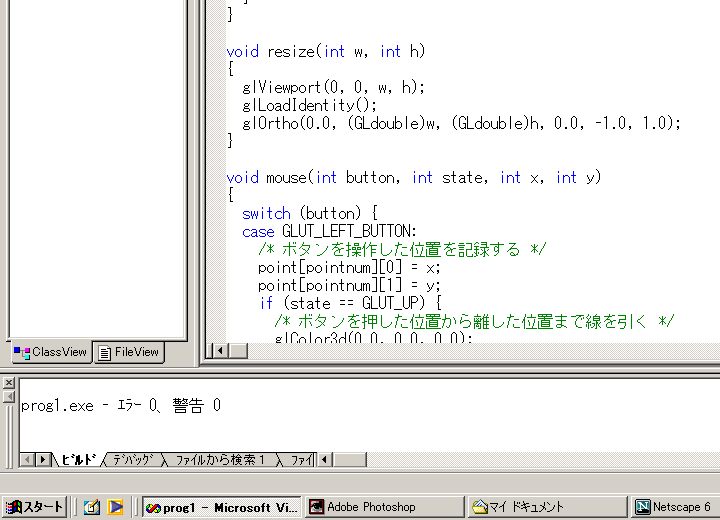 }
}
void resize(int w, int h)
{
  glViewport(0, 0, w, h);
  glLoadIdentity();
  glOrtho(0.0, (GLdouble)w, (GLdouble)h, 0.0, -1.0, 1.0);
}
void mouse(int button, int state, int x, int y)
{
  switch (button) {
  case GLUT_LEFT_BUTTON:
    /* ボタンを操作した位置を記録する */
    point[pointnum][0] = x;
    point[pointnum][1] = y;
    if (state == GLUT_UP) {
      /* ボタンを押した位置から離した位置まで線を引く */
      glColor3d(0.0, 0.0, 0.0);
ClassView FileView
prog1.exe - ｴﾗｰ 0、警告 0
ﾋﾞﾙﾄﾞ ﾃﾞﾊﾞｯｸﾞ ﾌｧｲﾙから検索 1 ﾌｧｲ
スタート prog1 - Microsoft Vi... Adobe Photoshop マイ ドキュメント Netscape 6